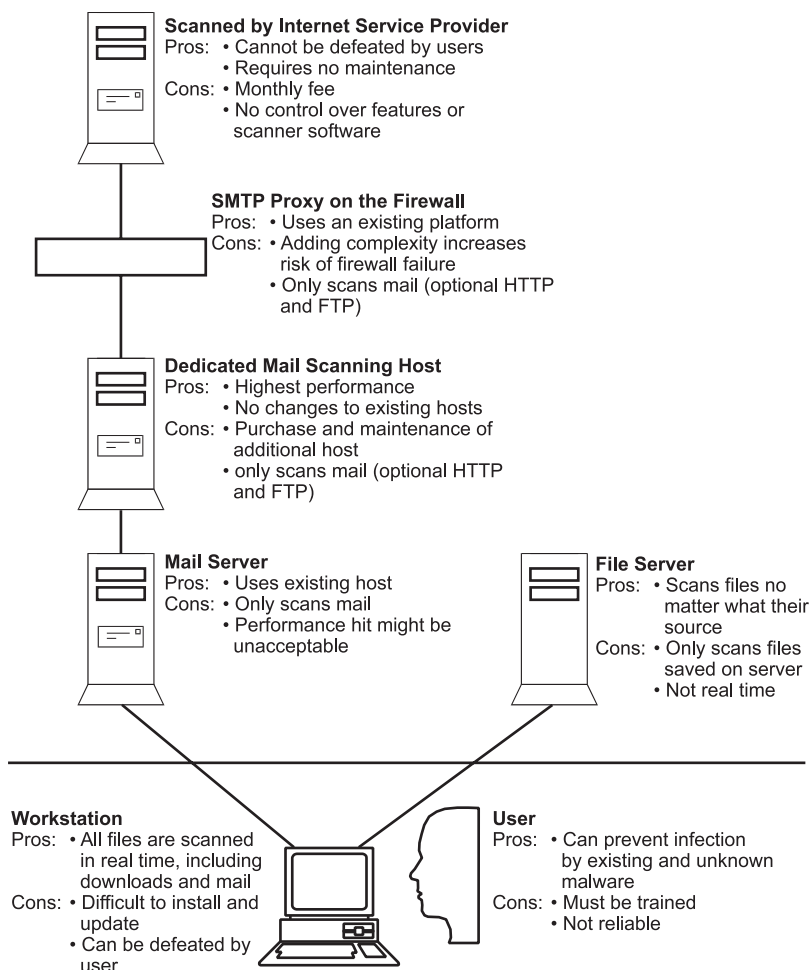 Scanned by Internet Service Provider
Pros: • Cannot be defeated by users
• Requires no maintenance
Cons: • Monthly fee
• No control over features or
scanner software
SMTP Proxy on the Firewall
Pros: • Uses an existing platform
Cons: • Adding complexity increases
risk of firewall failure
• Only scans mail (optional HTTP
and FTP)
Dedicated Mail Scanning Host
Pros: • Highest performance
• No changes to existing hosts
Cons: • Purchase and maintenance of
additional host
• only scans mail (optional HTTP
and FTP)
Mail Server
Pros: • Uses existing host
Cons: • Only scans mail
• Performance hit might be
unacceptable
File Server
Pros: • Scans files no
matter what their
source
Cons: • Only scans files
saved on server
• Not real time
Workstation
Pros: • All files are scanned
in real time, including
downloads and mail
Cons: • Difficult to install and
update
• Can be defeated by
user
User
Pros: • Can prevent infection
by existing and unknown
malware
Cons: • Must be trained
• Not reliable